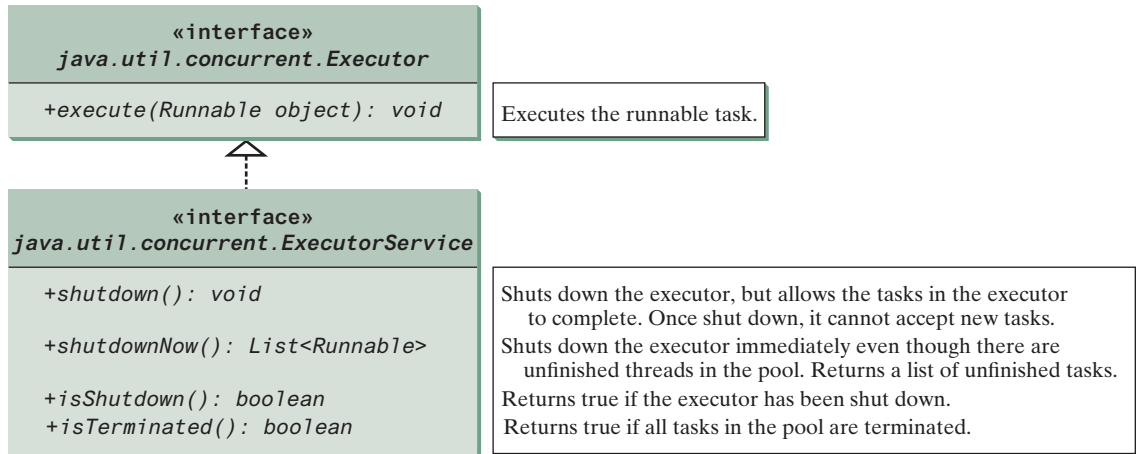 «interface»
java.util.concurrent.Executor
+execute(Runnable object): void
Executes the runnable task.
«interface»
java.util.concurrent.ExecutorService
+shutdown(): void
Shuts down the executor, but allows the tasks in the executor
to complete. Once shut down, it cannot accept new tasks.
+shutdownNow(): List<Runnable>
Shuts down the executor immediately even though there are
unfinished threads in the pool. Returns a list of unfinished tasks.
+isShutdown(): boolean
Returns true if the executor has been shut down.
+isTerminated(): boolean
Returns true if all tasks in the pool are terminated.